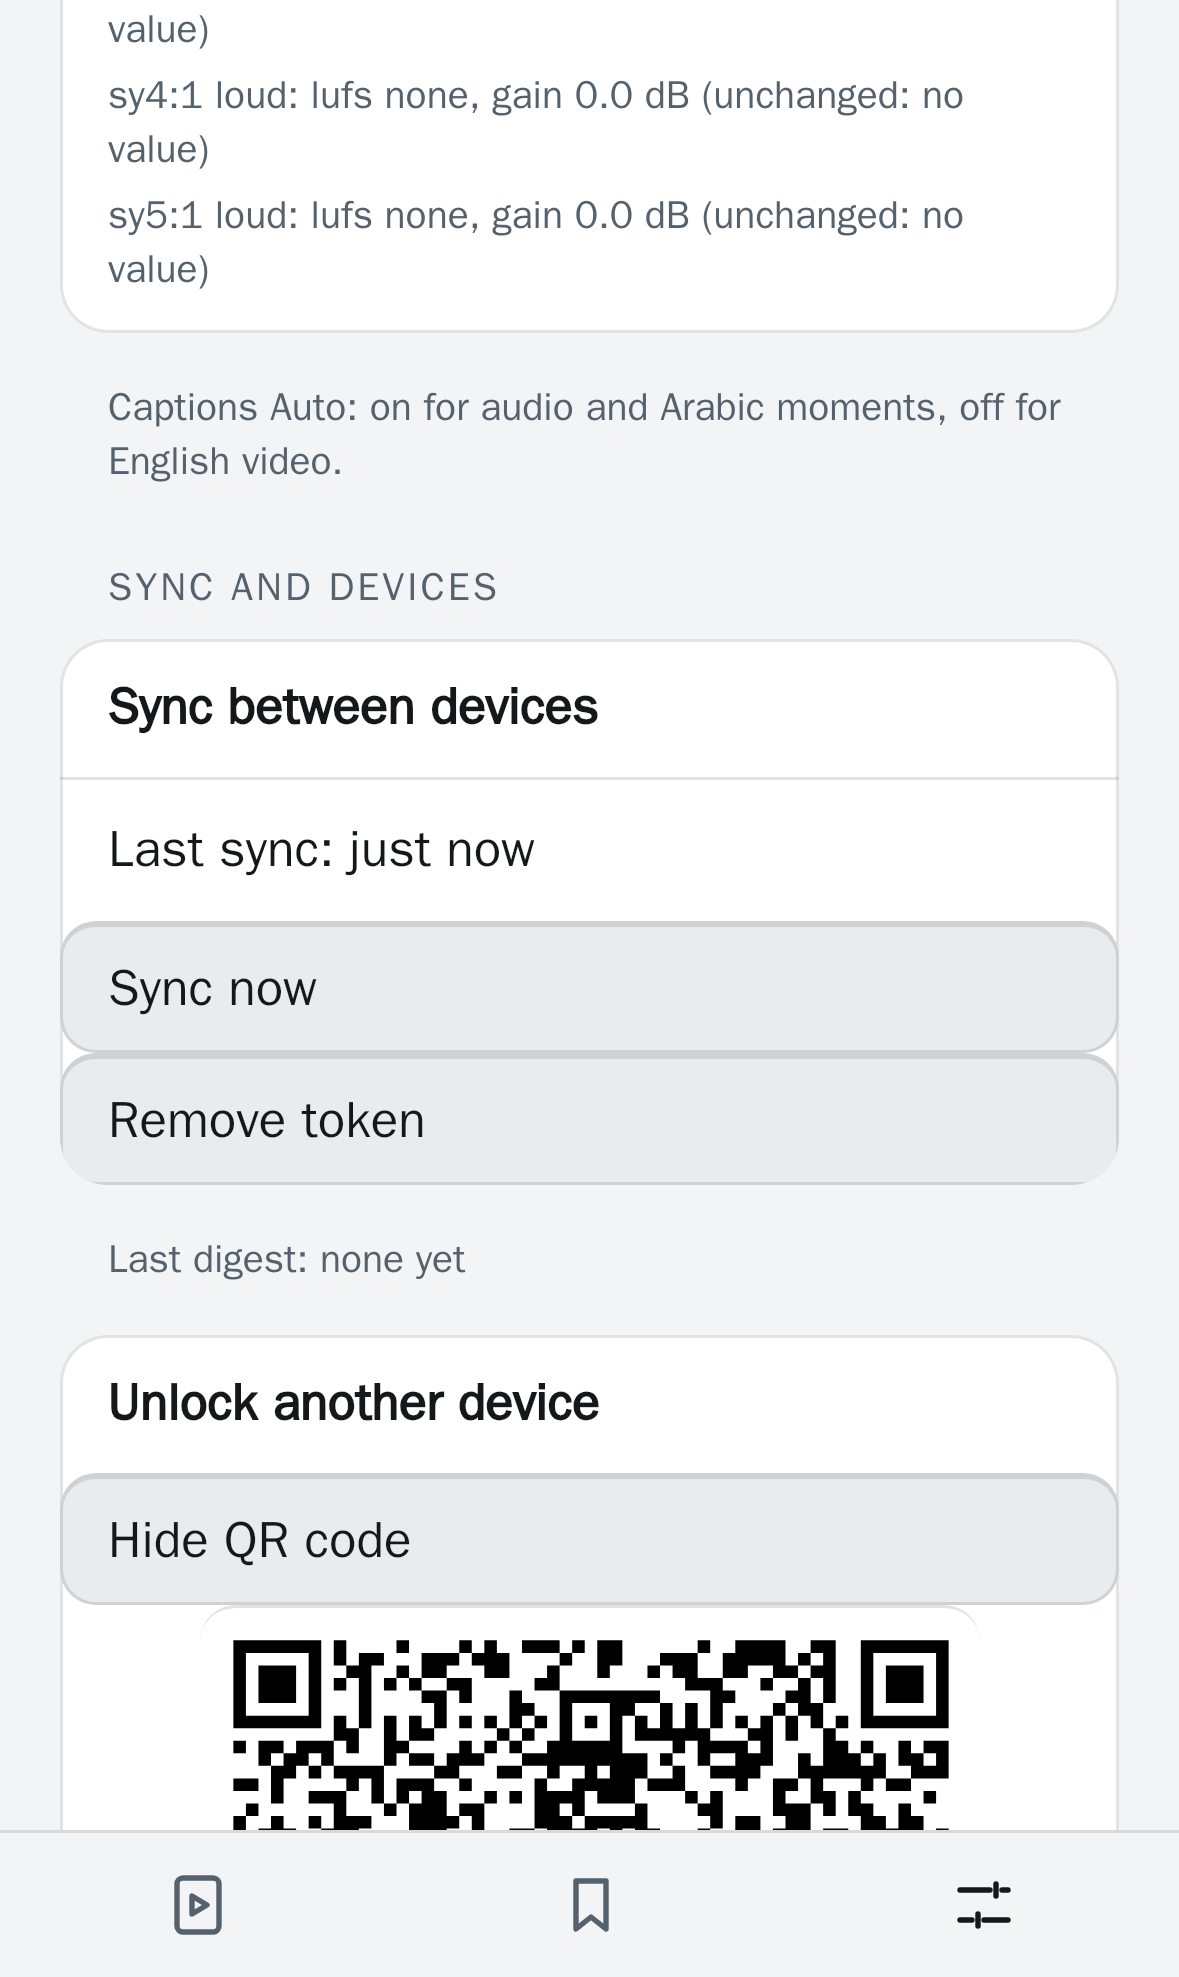 value)
sy4:1 loud: lufs none, gain 0.0 dB (unchanged: no
value)
sy5:1 loud: lufs none, gain 0.0 dB (unchanged: no
value)
Captions Auto: on for audio and Arabic moments, off for
English video.
SYNC AND DEVICES
Sync between devices
Last sync: just now
Sync now
Remove token
Last digest: none yet
Unlock another device
Hide QR code